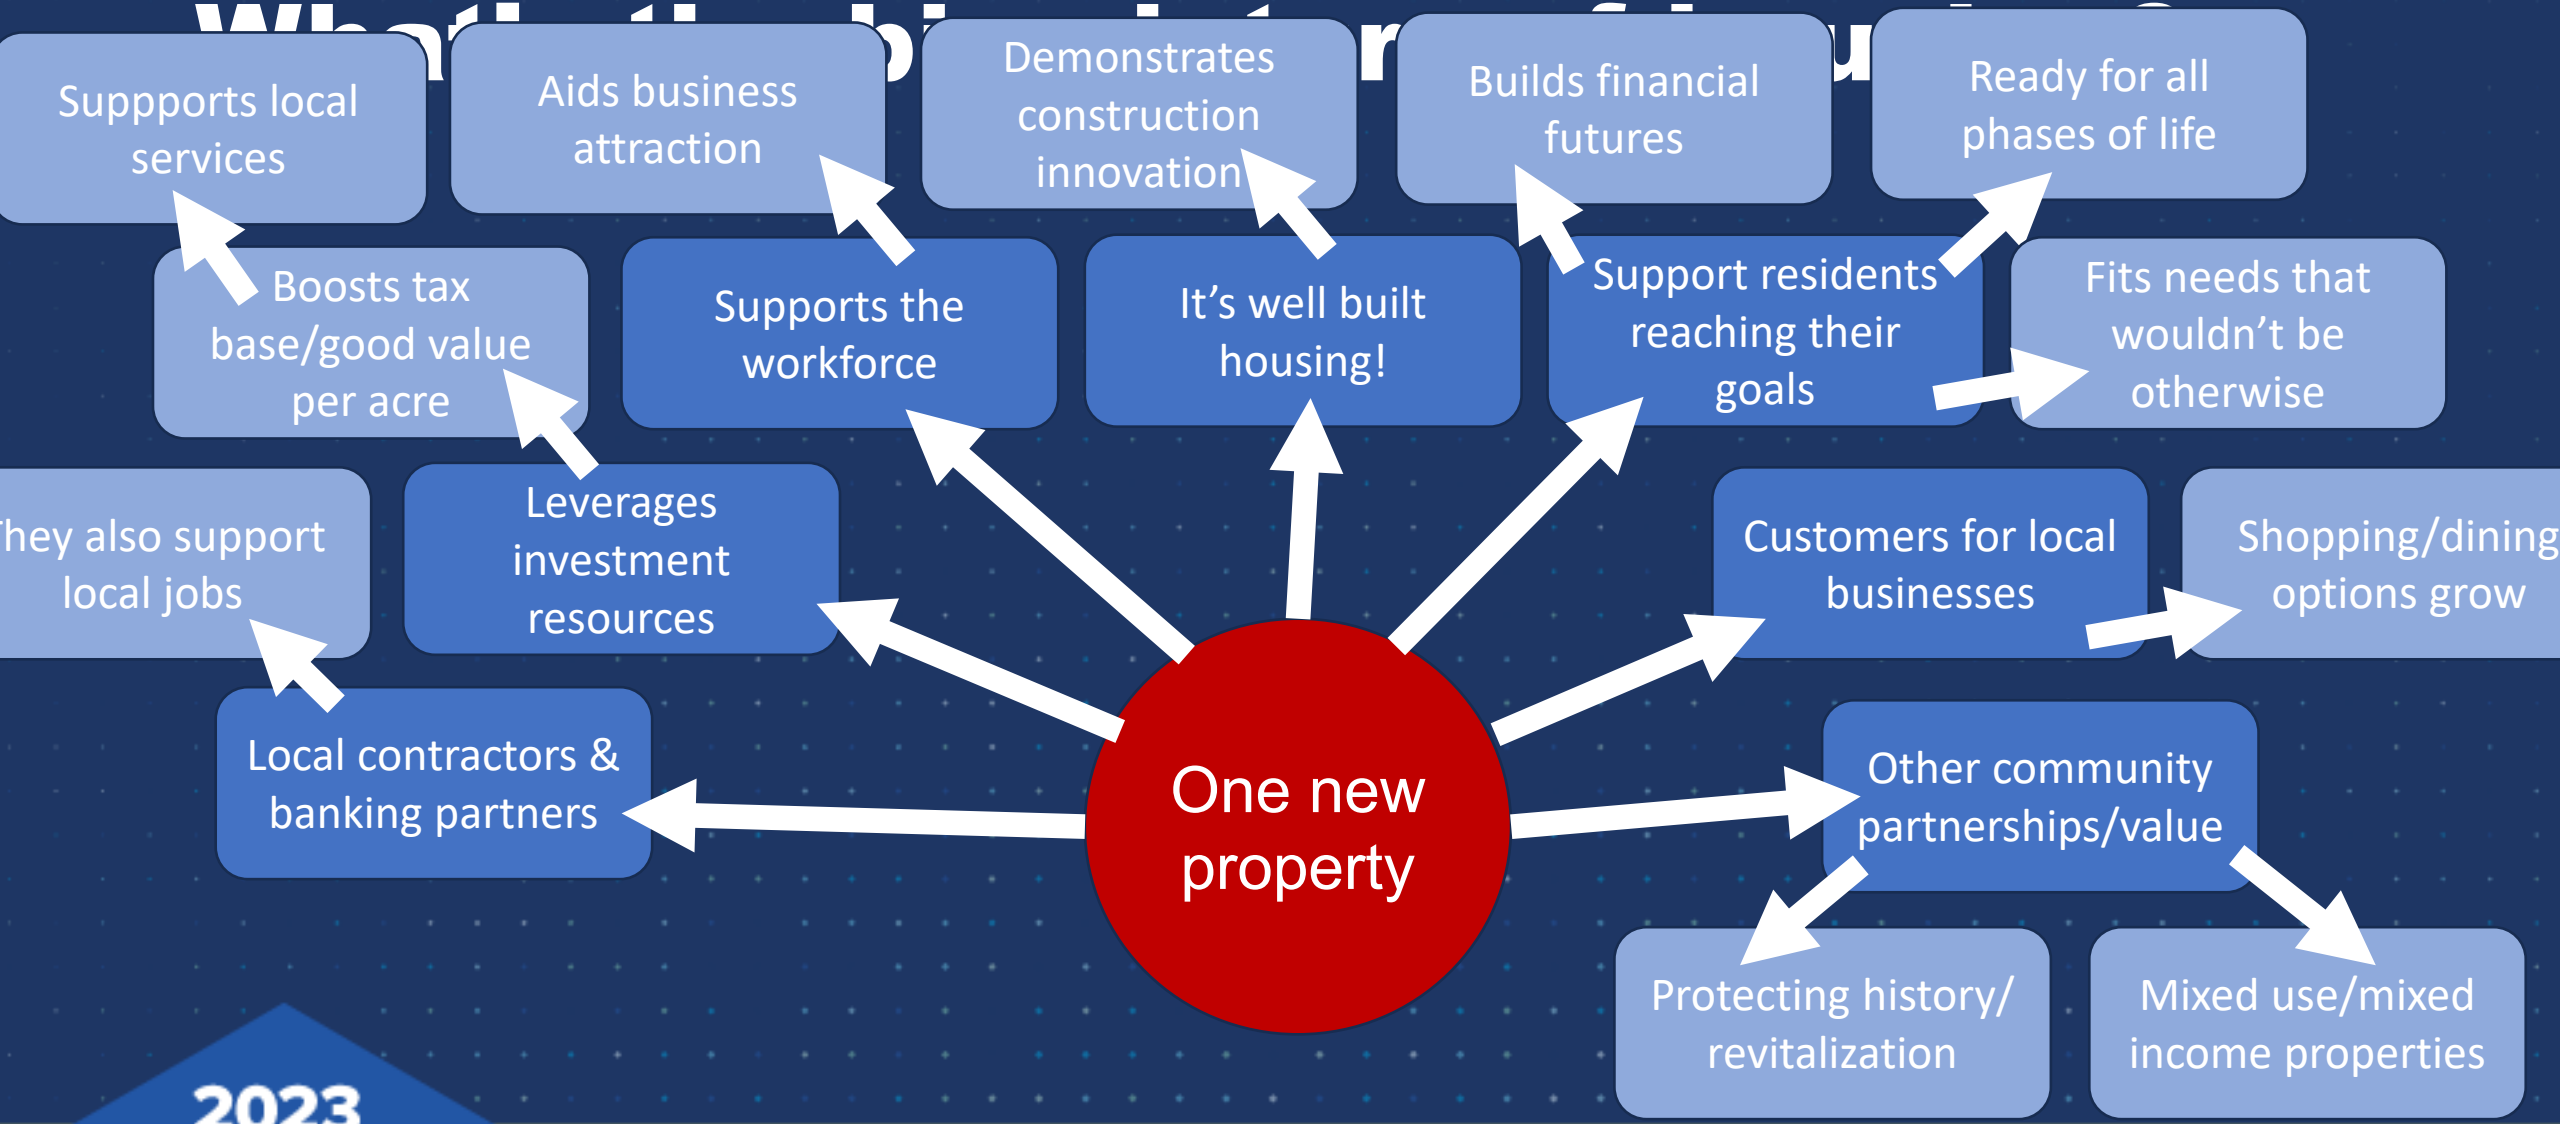 Suppports local
services
Aids business
attraction
Demonstrates
construction
innovation
Builds financial
futures
Ready for all
phases of life
Boosts tax
base/good value
per acre
Supports the
workforce
It’s well built
housing!
Support residents
reaching their
goals
Fits needs that
wouldn’t be
otherwise
hey also support
local jobs
Leverages
investment
resources
Customers for local
businesses
Shopping/dining
options grow
Local contractors &
banking partners
One new
property
Other community
partnerships/value
Protecting history/
revitalization
Mixed use/mixed
income properties
2023